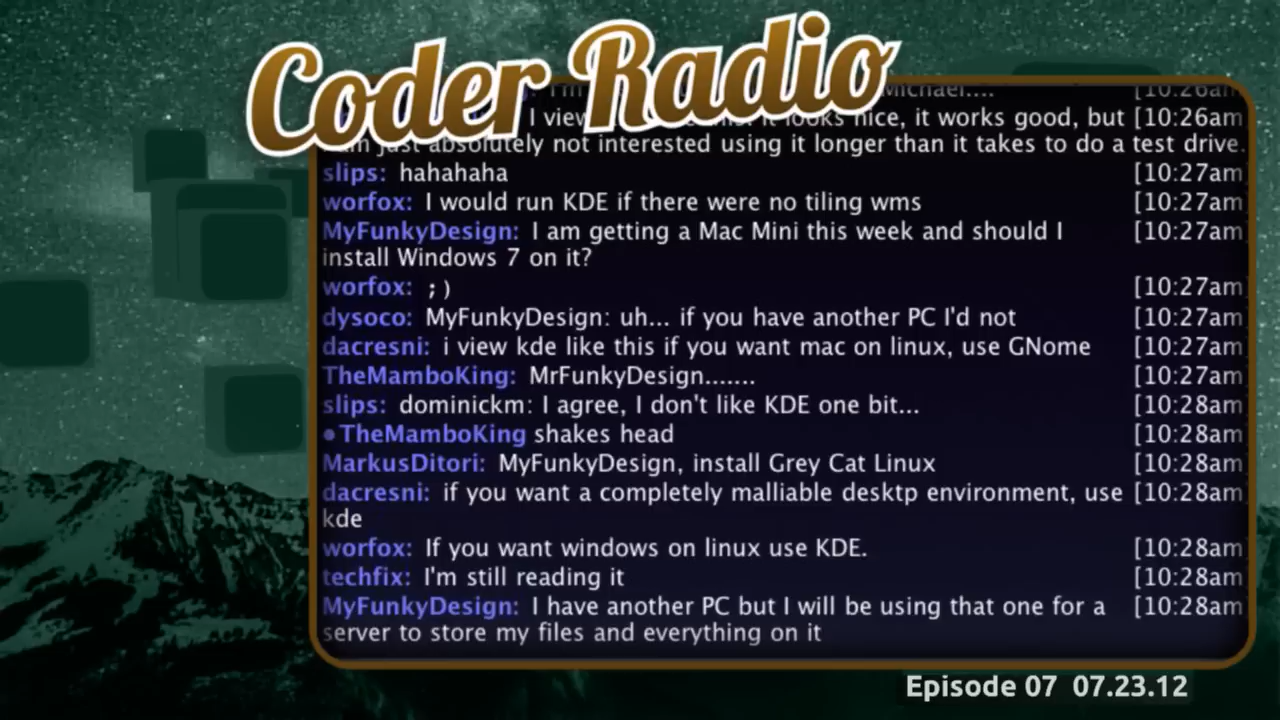 Coder Radio
Michael.... [10:26am
I view looks nice, it works good, but [10:26am]
just absolutely not interested using it longer than it takes to do a test drive.
slips: hahahaha [10:27am]
worfox: I would run KDE if there were no tiling wms [10:27am]
MyFunkyDesign: I am getting a Mac Mini this week and should I [10:27am]
install Windows 7 on it?
worfox: ;) [10:27am]
dysoco: MyFunkyDesign: uh... if you have another PC I'd not [10:27am]
dacresni: i view kde like this if you want mac on linux, use GNome [10:27am]
TheMamboKing: MrFunkyDesign....... [10:27am]
slips: dominickm: I agree, I don't like KDE one bit... [10:28am]
•TheMamboKing shakes head [10:28am]
MarkusDitori: MyFunkyDesign, install Grey Cat Linux [10:28am]
dacresni: if you want a completely malliable desktp environment, use [10:28am]
kde
worfox: If you want windows on linux use KDE. [10:28am]
techfix: I'm still reading it [10:28am]
MyFunkyDesign: I have another PC but I will be using that one for a [10:28am]
server to store my files and everything on it
Episode 07 07.23.12